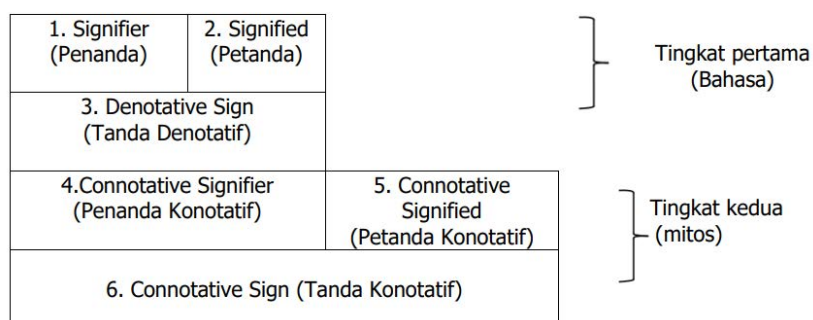 1. Signifier
(Penanda)
2. Signified
(Petanda)
Tingkat pertama
(Bahasa)
3. Denotative Sign
(Tanda Denotatif)
4.Connotative Signifier
(Penanda Konotatif)
5. Connotative
Signified
(Petanda Konotatif)
Tingkat kedua
(mitos)
6. Connotative Sign (Tanda Konotatif)